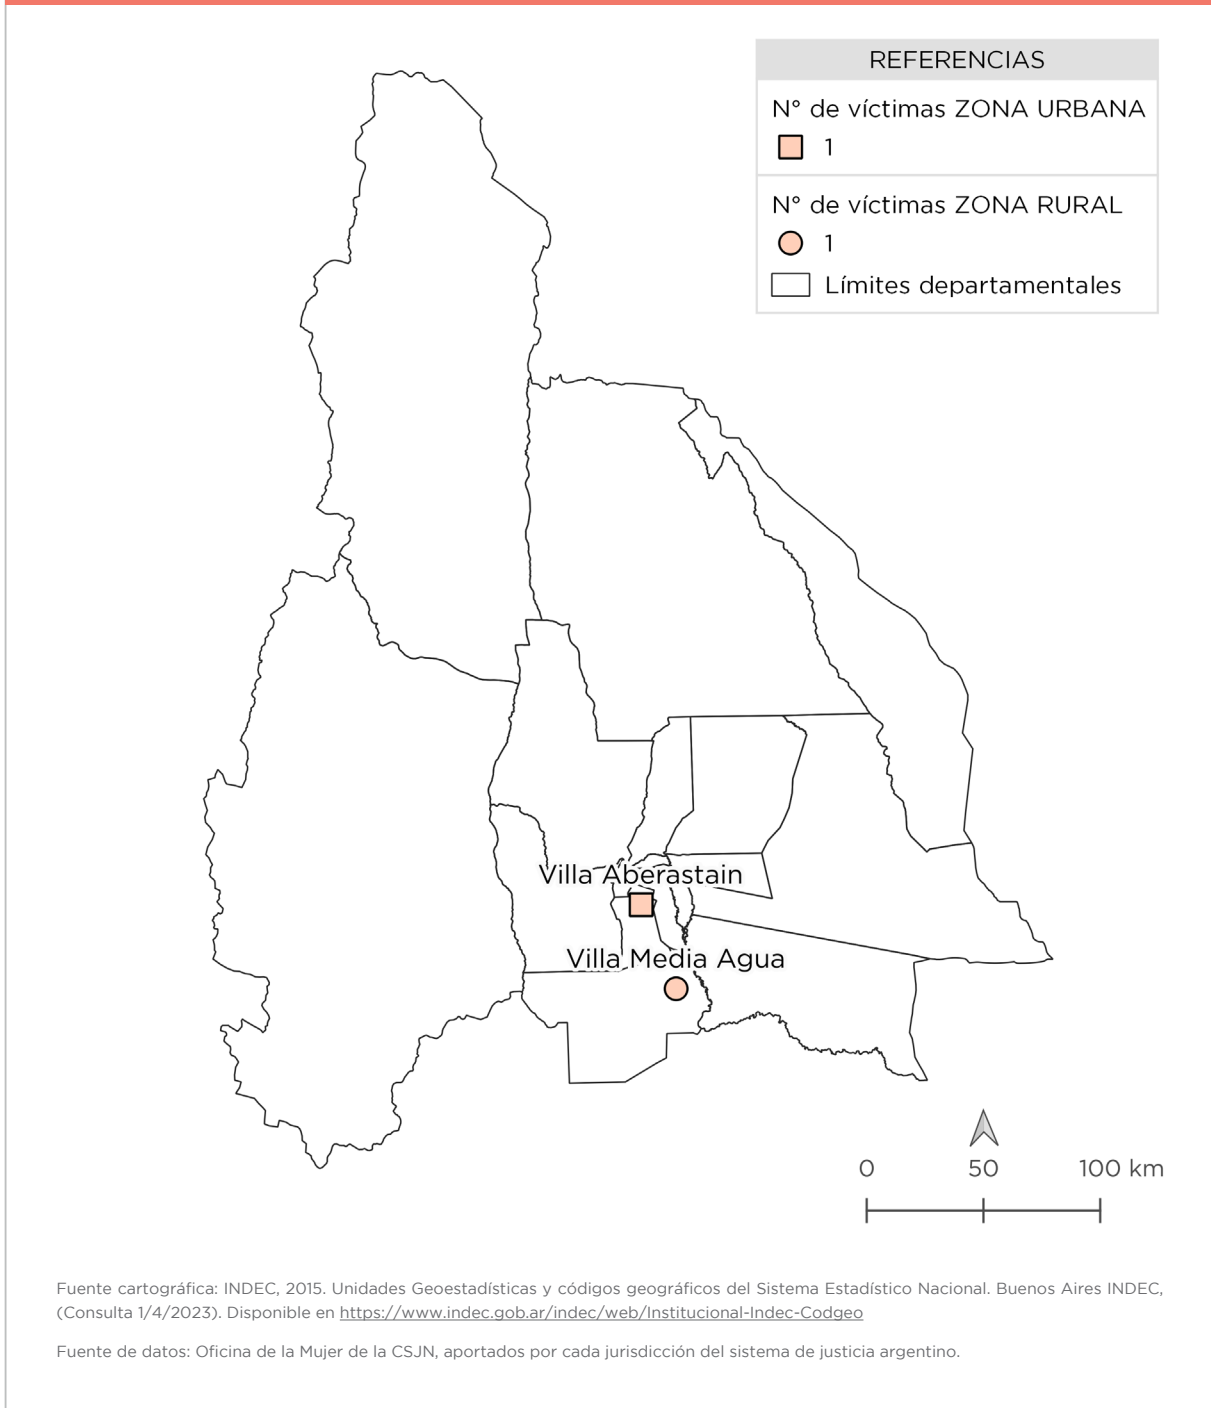 REFERENCIAS
N° de víctimas ZONA URBANA
1
N° de víctimas ZONA RURAL
1
Límites departamentales
Villa Aberastain
Villa Media Agua
0 50 100 km
Fuente cartográfica: INDEC, 2015. Unidades Geoestadísticas y códigos geográficos del Sistema Estadístico Nacional. Buenos Aires INDEC,
(Consulta 1/4/2023). Disponible en https://www.indec.gob.ar/indec/web/Institucional-Indec-Codgeo
Fuente de datos: Oficina de la Mujer de la CSJN, aportados por cada jurisdicción del sistema de justicia argentino.